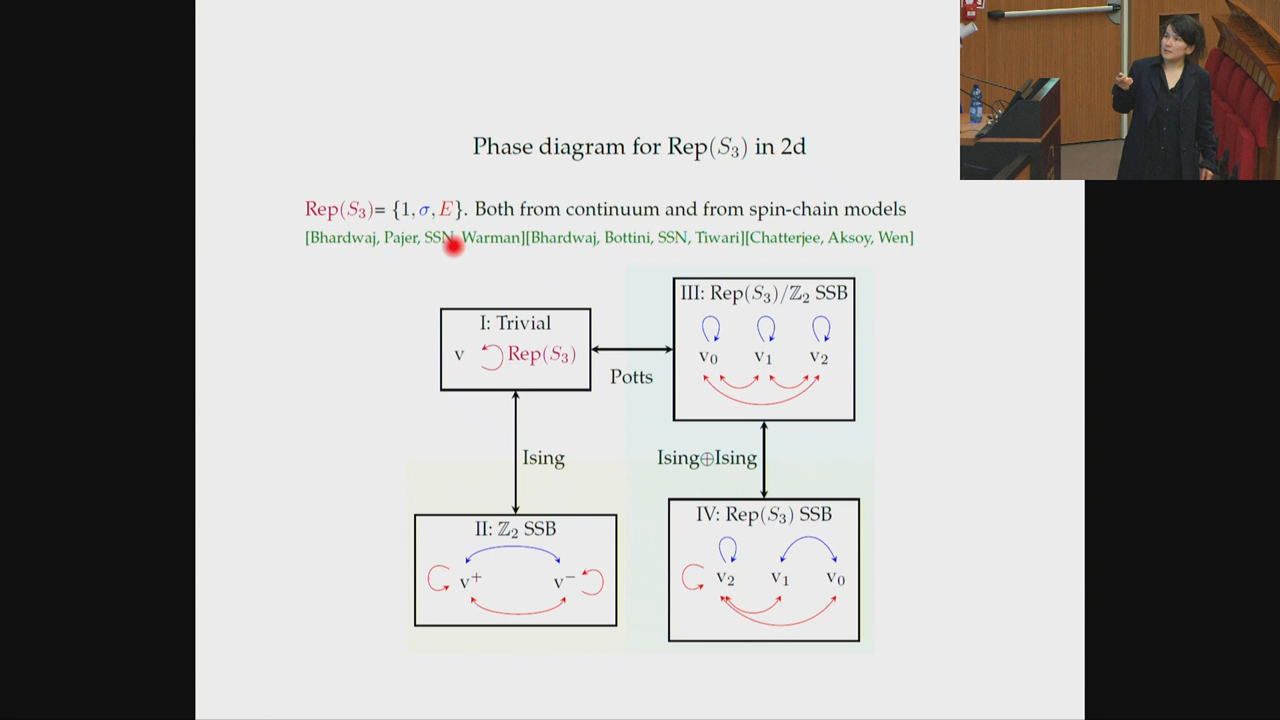 Phase diagram for Rep(S₃) in 2d
Rep(S₃)= {1, σ, E}. Both from continuum and from spin-chain models
[Bhardwaj, Pajer, SSN, Warman][Bhardwaj, Bottini, SSN, Tiwari][Chatterjee, Aksoy, Wen]
I: Trivial
v Rep(S₃)
Potts
III: Rep(S₃)/ℤ₂ SSB
v₀ v₁ v₂
Ising
Ising⊕Ising
II: ℤ₂ SSB
v⁺ v⁻
IV: Rep(S₃) SSB
v₂ v₁ v₀